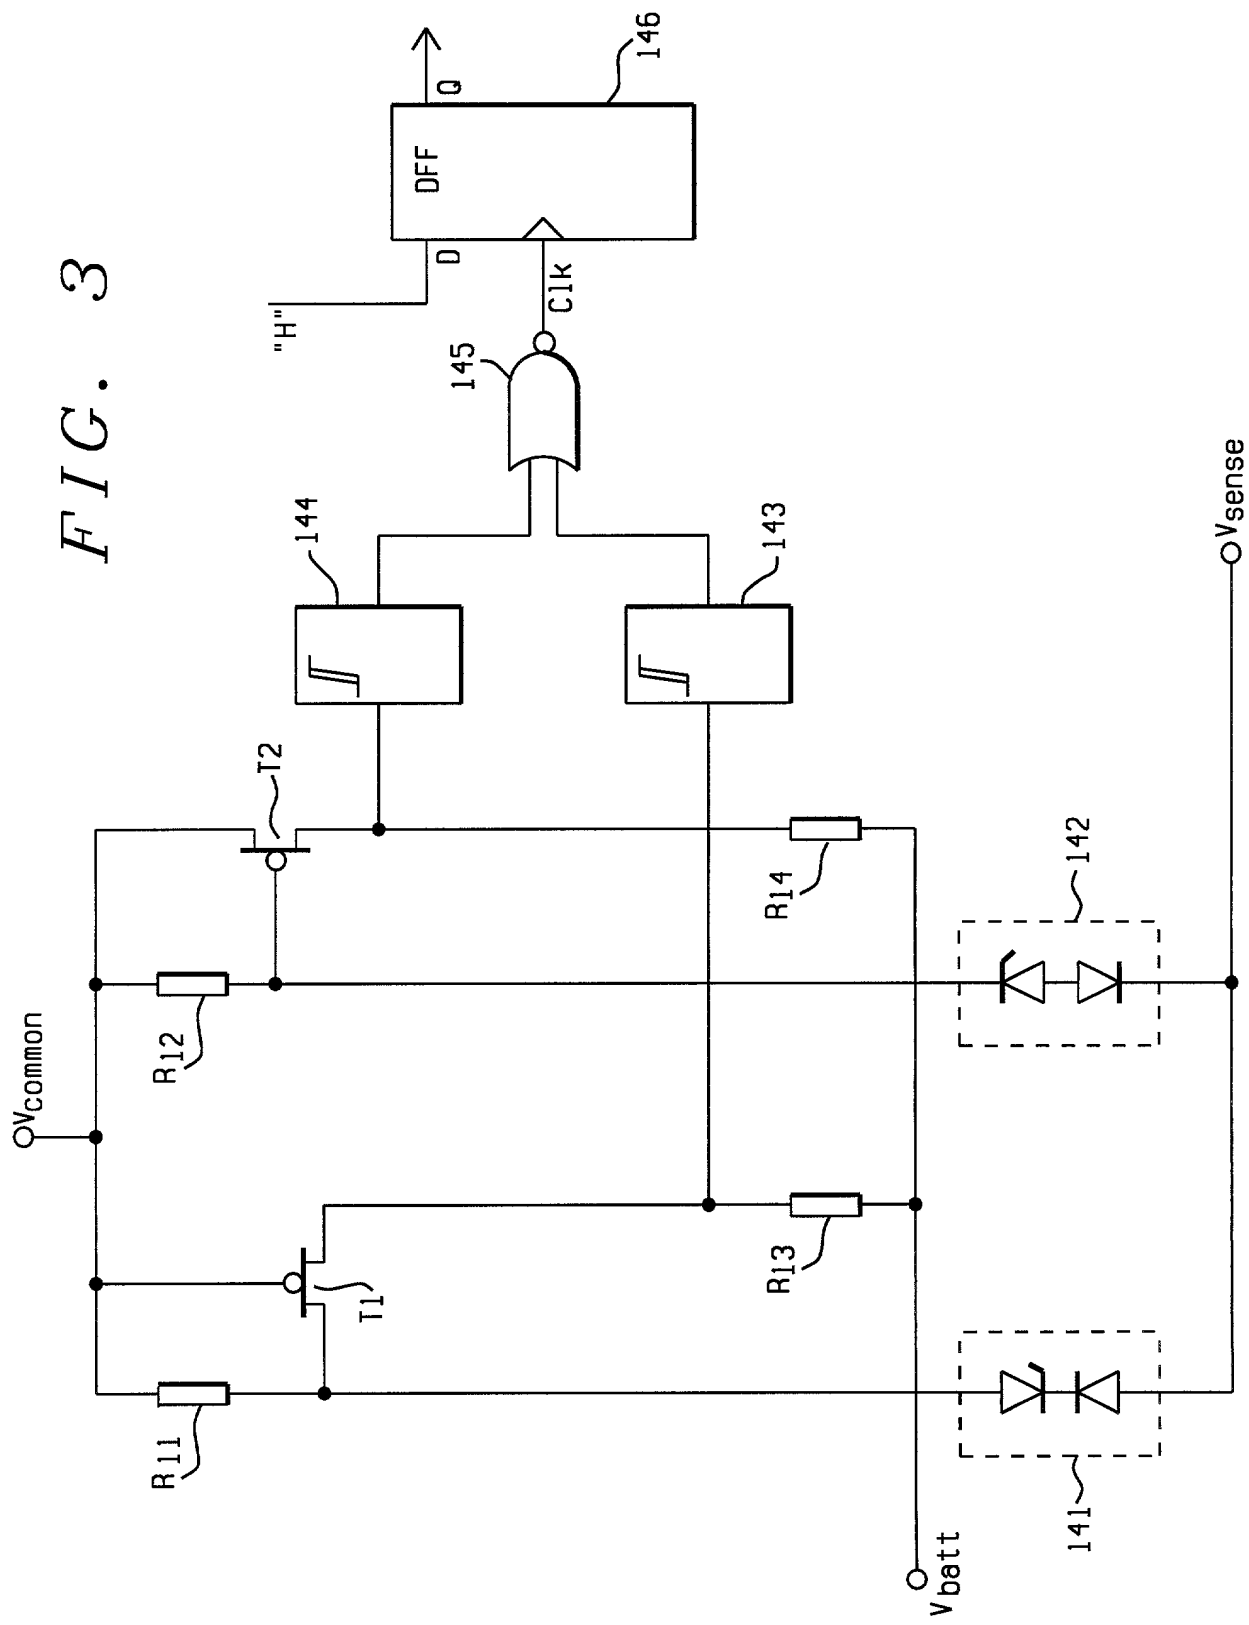 FIG. 3
"H"
D
DFF
Q
146
Clk
145
144
143
T2
R14
142
Vsense
Vcommon
R12
T1
R13
R11
141
Vbatt